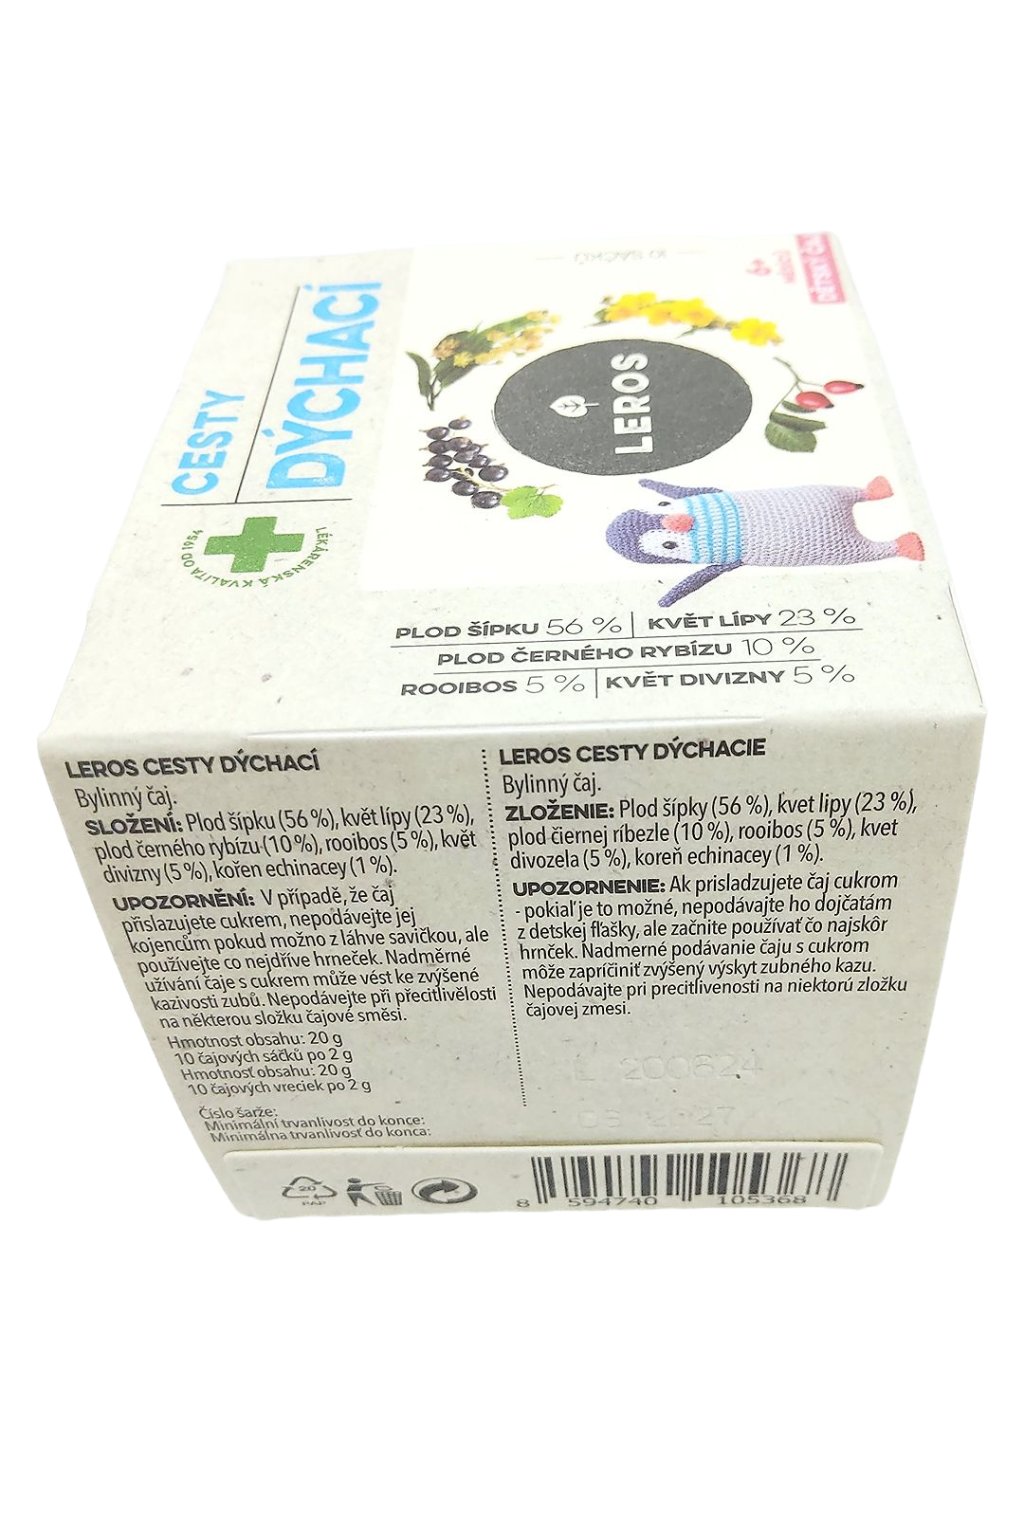 10 SÁČKŮ
DĚTSKÝ ČAJ
CESTY
DÝCHACÍ
LEROS
LÉKÁRENSKÁ KVALITA OD 1954
PLOD ŠÍPKU 56 % | KVĚT LÍPY 23 %
PLOD ČERNÉHO RYBÍZU 10 %
ROOIBOS 5 % | KVĚT DIVIZNY 5 %
LEROS CESTY DÝCHACÍ
Bylinný čaj.
SLOŽENÍ: Plod šípku (56 %), květ lípy (23 %),
plod černého rybízu (10 %), rooibos (5 %), květ
divizny (5 %), kořen echinacey (1 %).
UPOZORNĚNÍ: V případě, že čaj
přislazujete cukrem, nepodávejte jej
kojencům pokud možno z láhve savičkou, ale
používejte co nejdříve hrneček. Nadměrné
užívání čaje s cukrem může vést ke zvýšené
kazivosti zubů. Nepodávejte při přecitlivělosti
na některou složku čajové směsi.
Hmotnost obsahu: 20 g
10 čajových sáčků po 2 g
Hmotnosť obsahu: 20 g
10 čajových vreciek po 2 g
Číslo šarže:
Minimální trvanlivost do konce:
Minimálna trvanlivosť do konca:
LEROS CESTY DÝCHACIE
Bylinný čaj.
ZLOŽENIE: Plod šípky (56 %), kvet lipy (23 %),
plod čiernej ríbezle (10 %), rooibos (5 %), kvet
divozela (5 %), koreň echinacey (1 %).
UPOZORNENIE: Ak prisladzujete čaj cukrom
- pokiaľ je to možné, nepodávajte ho dojčatám
z detskej fľašky, ale začnite používať čo najskôr
hrnček. Nadmerné podávanie čaju s cukrom
môže zapríčiniť zvýšený výskyt zubného kazu.
Nepodávajte pri precitlivenosti na niektorú zložku
čajovej zmesi.
L 200624
20
PAP
8 594740 105368